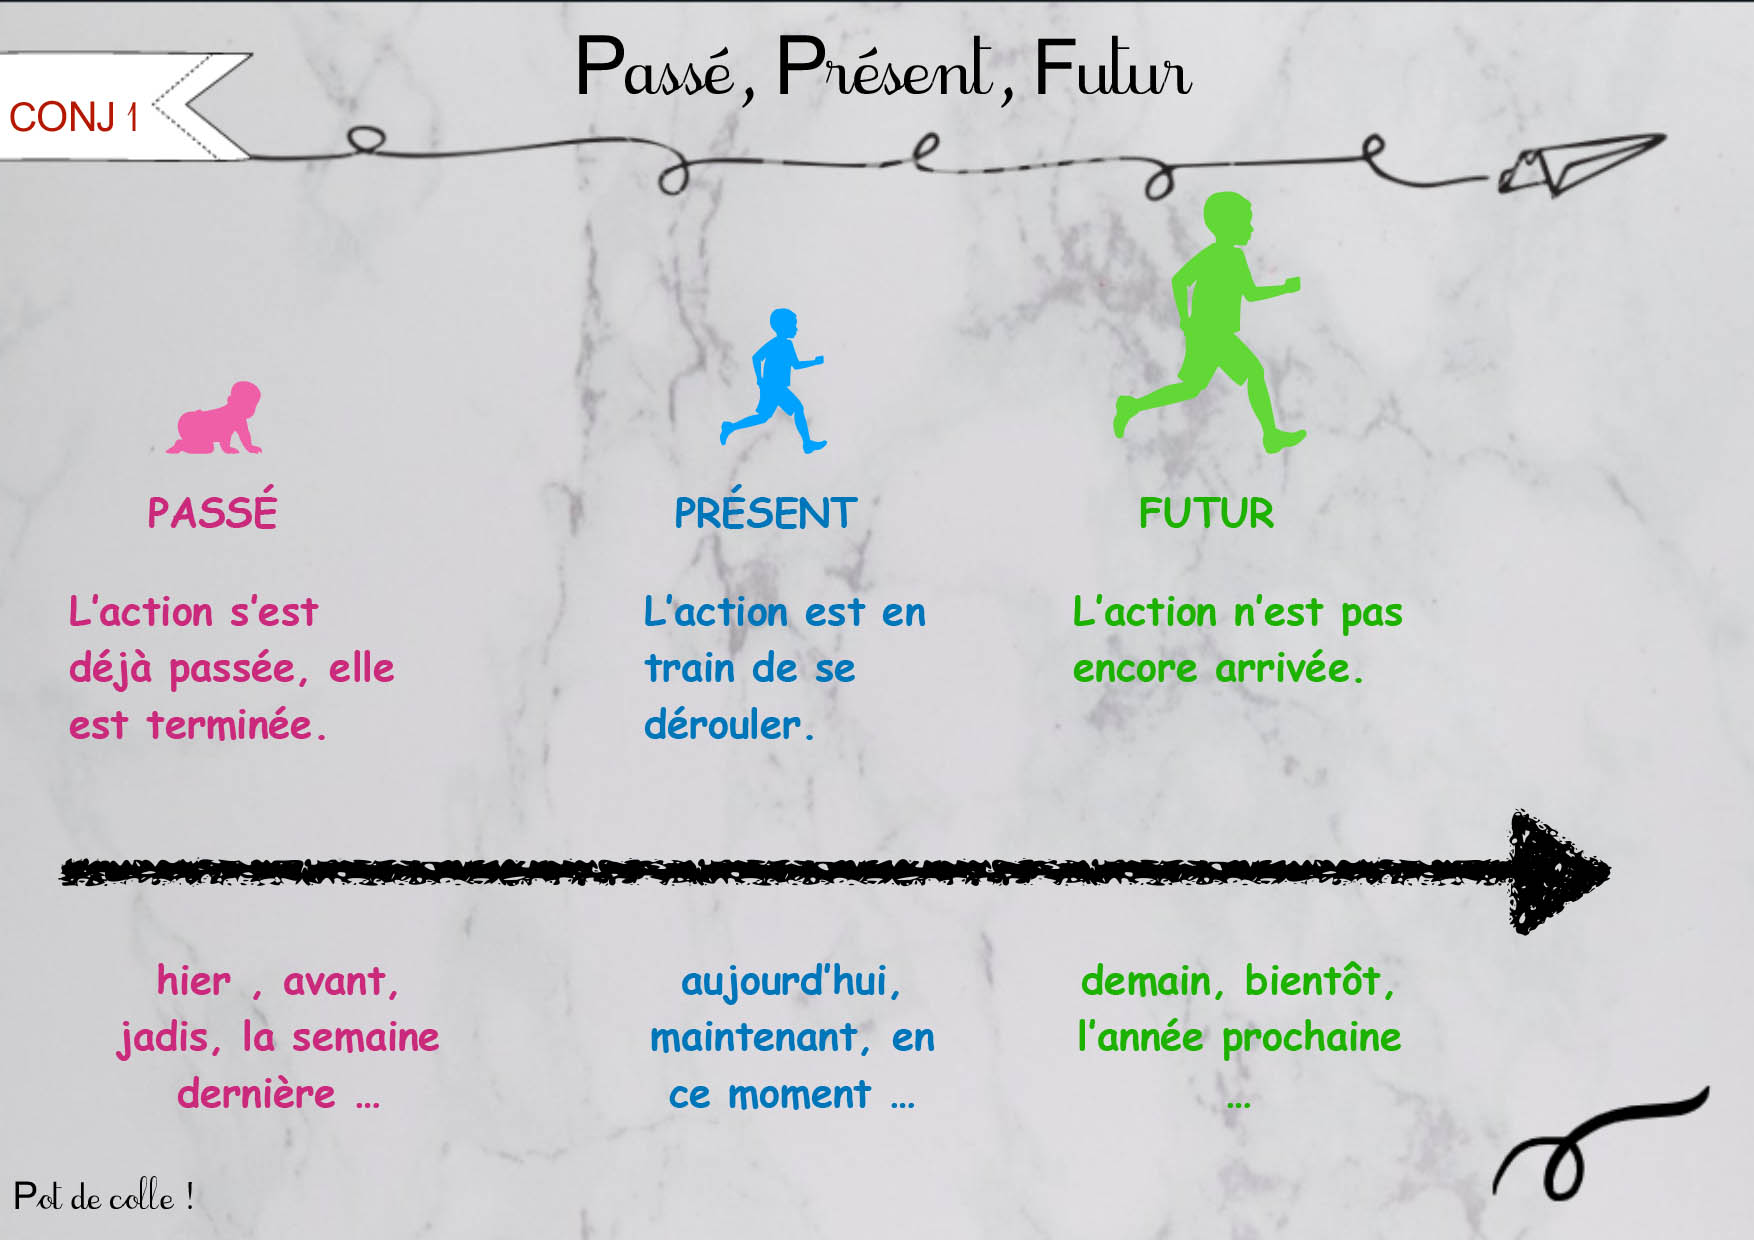 Passé, Présent, Futur
CONJ 1
PASSÉ
L'action s'est
déjà passée, elle
est terminée.
PRÉSENT
L'action est en
train de se
dérouler.
FUTUR
L'action n'est pas
encore arrivée.
hier , avant,
jadis, la semaine
dernière ...
aujourd'hui,
maintenant, en
ce moment ...
demain, bientôt,
l'année prochaine
...
Pot de colle !